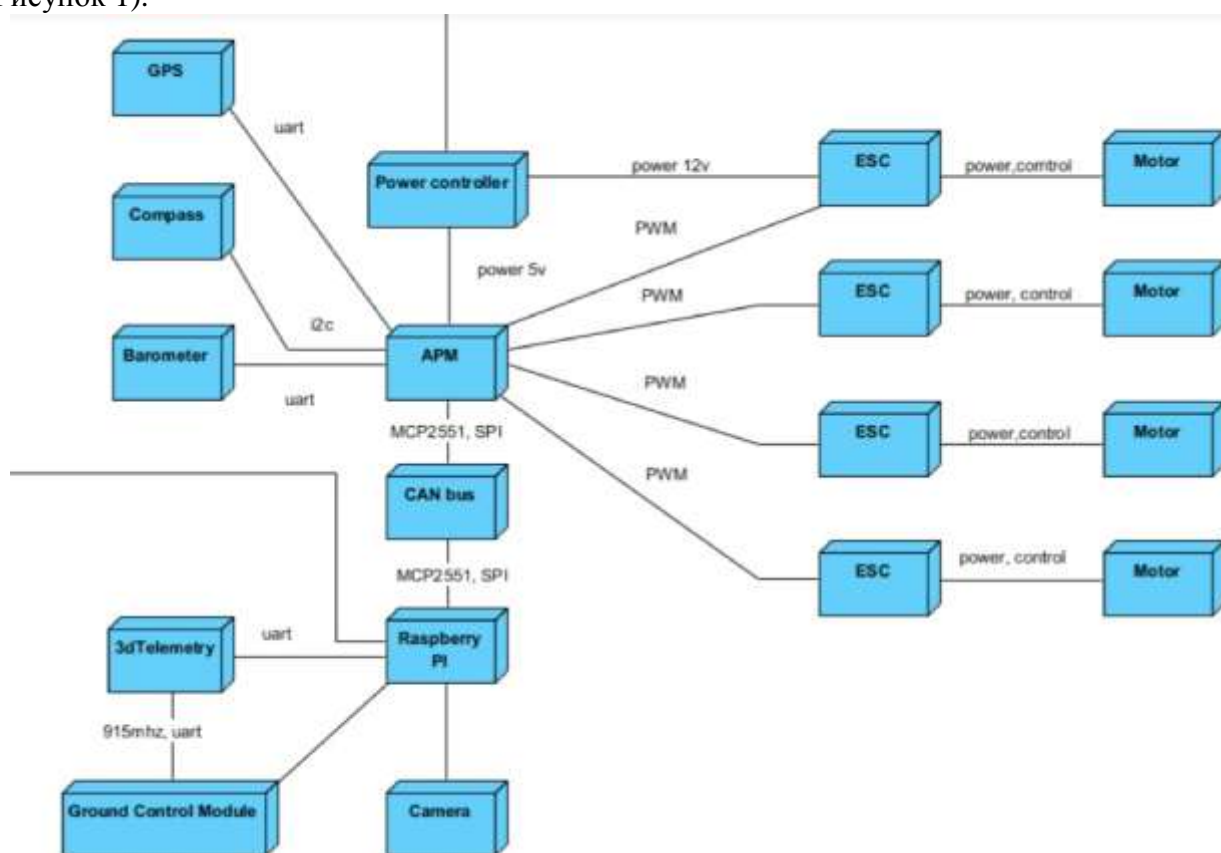 Рисунок 1).
GPS
uart
Power controller
power 12v
ESC
power,comtrol
Motor
Compass
PWM
power 5v
PWM
ESC
power, control
Motor
i2c
Barometer
APM
uart
PWM
MCP2551, SPI
ESC
power,control
Motor
PWM
CAN bus
MCP2551, SPI
ESC
power, control
Motor
3dTelemetry
uart
Raspberry
PI
915mhz, uart
Ground Control Module
Camera